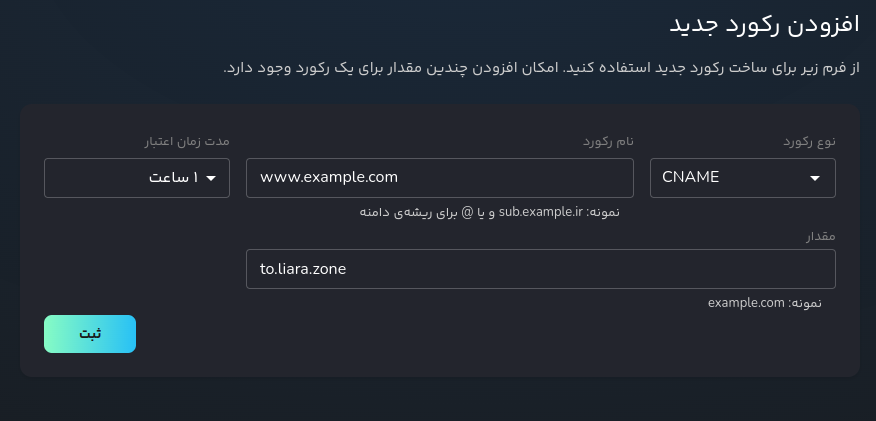 افزودن رکورد جدید
از فرم زیر برای ساخت رکورد جدید استفاده کنید. امکان افزودن چندین مقدار برای یک رکورد وجود دارد.
نوع رکورد
CNAME
نام رکورد
www.example.com
نمونه: sub.example.ir و یا @ برای ریشه‌ی دامنه
مدت زمان اعتبار
۱ ساعت
مقدار
to.liara.zone
نمونه: example.com
ثبت